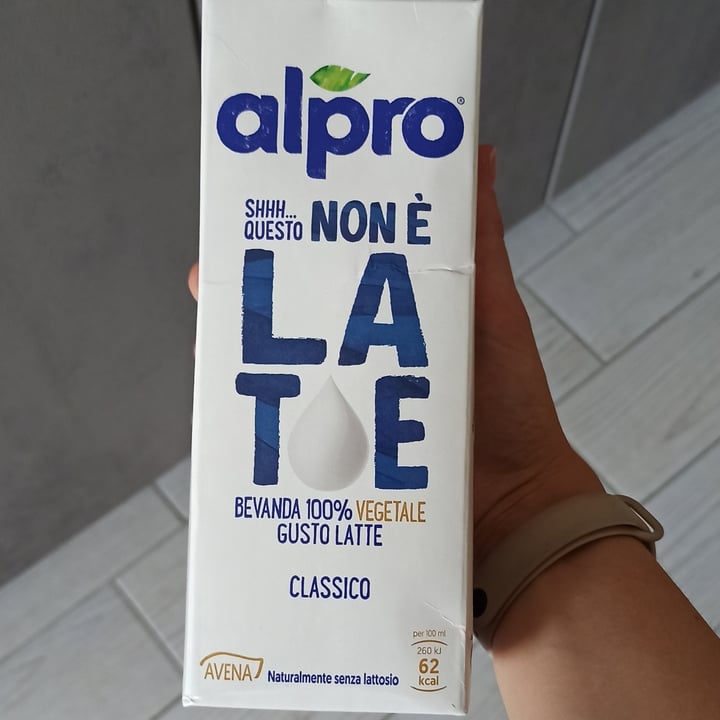 alpro®
SHHH...
QUESTO NON È
LA
T E
BEVANDA 100% VEGETALE
GUSTO LATTE
CLASSICO
per 100 ml
260 kJ
62
kcal
AVENA
Naturalmente senza lattosio